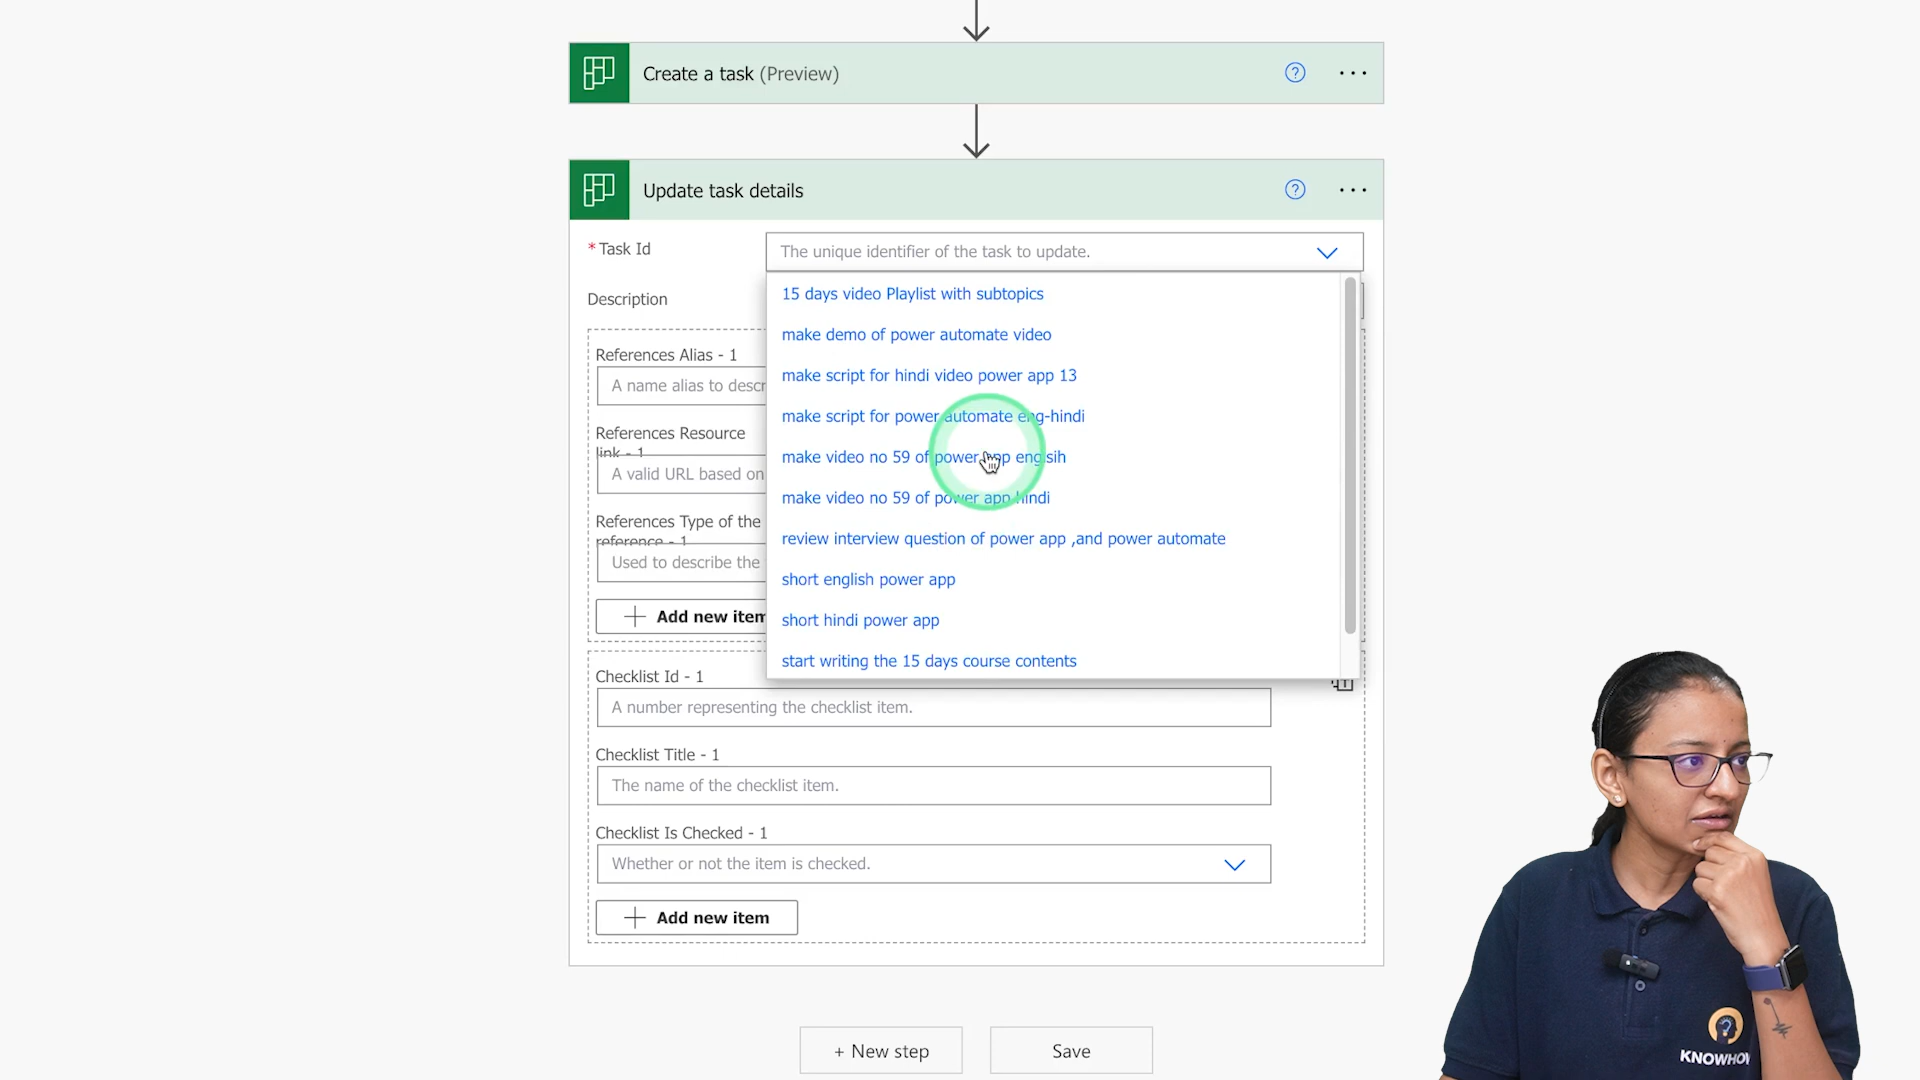 Create a task (Preview)
Update task details
* Task Id
The unique identifier of the task to update.
15 days video Playlist with subtopics
make demo of power automate video
make script for hindi video power app 13
make script for power automate eng-hindi
make video no 59 of power app engsih
make video no 59 of power app hindi
review interview question of power app ,and power automate
short english power app
short hindi power app
start writing the 15 days course contents
Description
References Alias - 1
A name alias to descr
References Resource
link - 1
A valid URL based on
References Type of the
reference - 1
Used to describe the
Add new item
Checklist Id - 1
A number representing the checklist item.
Checklist Title - 1
The name of the checklist item.
Checklist Is Checked - 1
Whether or not the item is checked.
Add new item
+ New step
Save
KNOWHOW